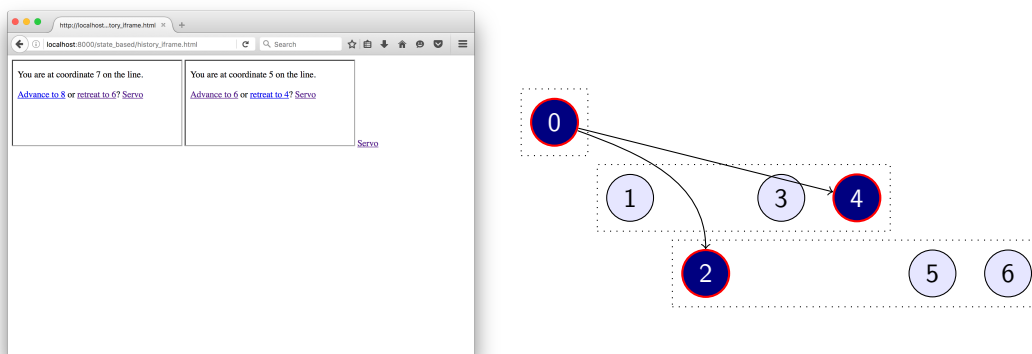 http://localhost...tory_iframe.html × +
localhost:8000/state_based/history_iframe.html Search
You are at coordinate 7 on the line.
Advance to 8 or retreat to 6? Servo
You are at coordinate 5 on the line.
Advance to 6 or retreat to 4? Servo
Servo
0
1 3 4
2 5 6